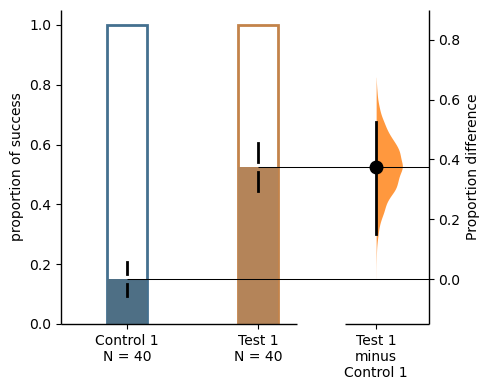 proportion of success
1.0
0.8
0.6
0.4
0.2
0.0
Control 1
N = 40
Test 1
N = 40
Test 1
minus
Control 1
0.8
0.6
0.4
0.2
0.0
Proportion difference